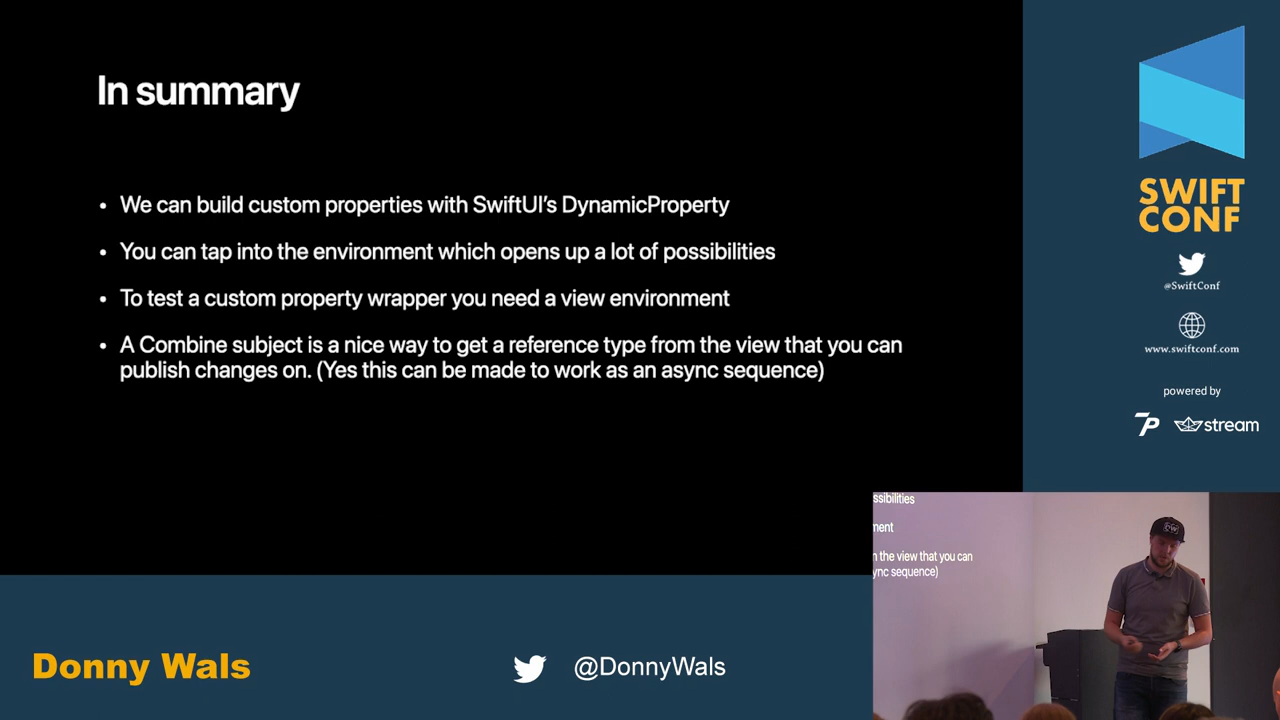 In summary
• We can build custom properties with SwiftUI's DynamicProperty
• You can tap into the environment which opens up a lot of possibilities
• To test a custom property wrapper you need a view environment
• A Combine subject is a nice way to get a reference type from the view that you can
publish changes on. (Yes this can be made to work as an async sequence)
SWIFT
CONF
@SwiftConf
www.swiftconf.com
powered by
7P stream
ssibilities
nent
n the view that you can
ync sequence)
Donny Wals
@DonnyWals